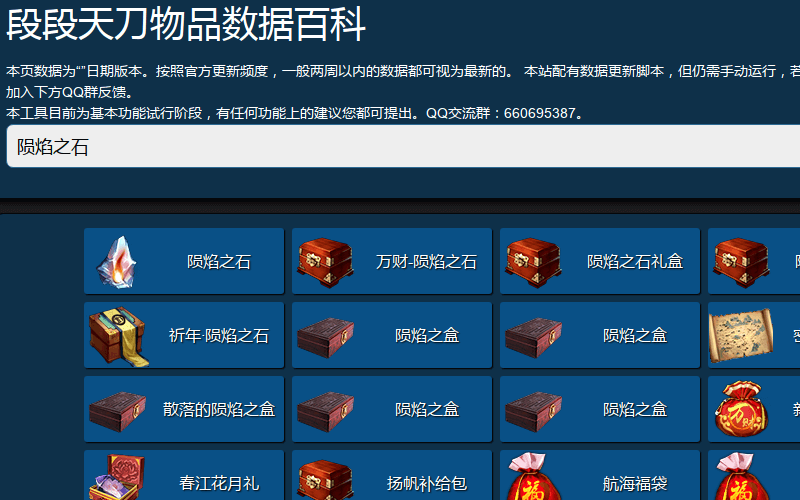 段段天刀物品数据百科
本页数据为“”日期版本。按照官方更新频度，一般两周以内的数据都可视为最新的。 本站配有数据更新脚本，但仍需手动运行，若
加入下方QQ群反馈。
本工具目前为基本功能试行阶段，有任何功能上的建议您都可提出。QQ交流群：660695387。
陨焰之石
陨焰之石
万财-陨焰之石
陨焰之石礼盒
祈年·陨焰之石
陨焰之盒
陨焰之盒
散落的陨焰之盒
陨焰之盒
陨焰之盒
春江花月礼
扬帆补给包
航海福袋